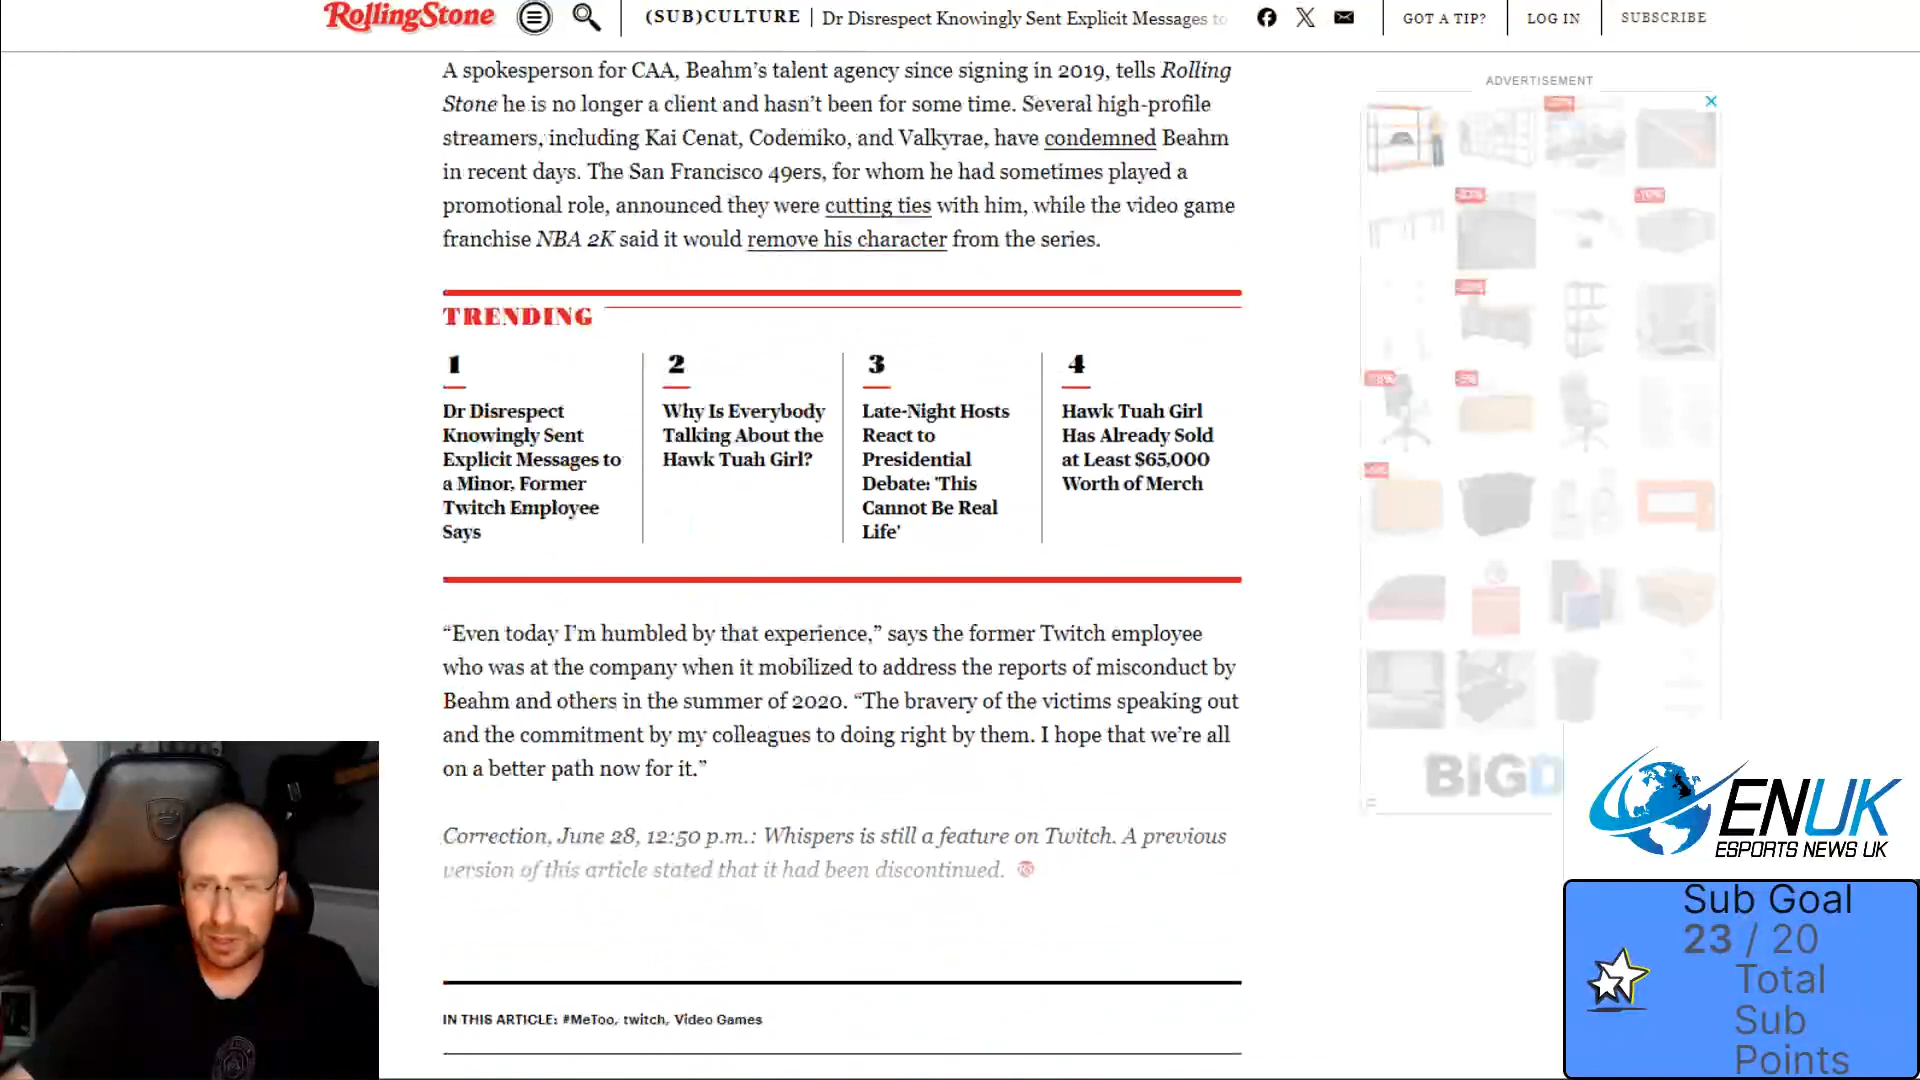 RollingStone
(SUB)CULTURE
Dr Disrespect Knowingly Sent Explicit Messages to
GOT A TIP?
LOG IN
SUBSCRIBE
A spokesperson for CAA, Beahm's talent agency since signing in 2019, tells Rolling
Stone he is no longer a client and hasn't been for some time. Several high-profile
streamers, including Kai Cenat, Codemiko, and Valkyrae, have condemned Beahm
in recent days. The San Francisco 49ers, for whom he had sometimes played a
promotional role, announced they were cutting ties with him, while the video game
franchise NBA 2K said it would remove his character from the series.
ADVERTISEMENT
TRENDING
1
Dr Disrespect
Knowingly Sent
Explicit Messages to
a Minor, Former
Twitch Employee
Says
2
Why Is Everybody
Talking About the
Hawk Tuah Girl?
3
Late-Night Hosts
React to
Presidential
Debate: 'This
Cannot Be Real
Life'
4
Hawk Tuah Girl
Has Already Sold
at Least $65,000
Worth of Merch
“Even today I'm humbled by that experience,” says the former Twitch employee
who was at the company when it mobilized to address the reports of misconduct by
Beahm and others in the summer of 2020. “The bravery of the victims speaking out
and the commitment by my colleagues to doing right by them. I hope that we're all
on a better path now for it.”
Correction, June 28, 12:50 p.m.: Whispers is still a feature on Twitch. A previous
version of this article stated that it had been discontinued.
IN THIS ARTICLE: #MeToo, twitch, Video Games
BIGD
ENUK
ESPORTS NEWS UK
Sub Goal
23 / 20
Total
Sub
Points